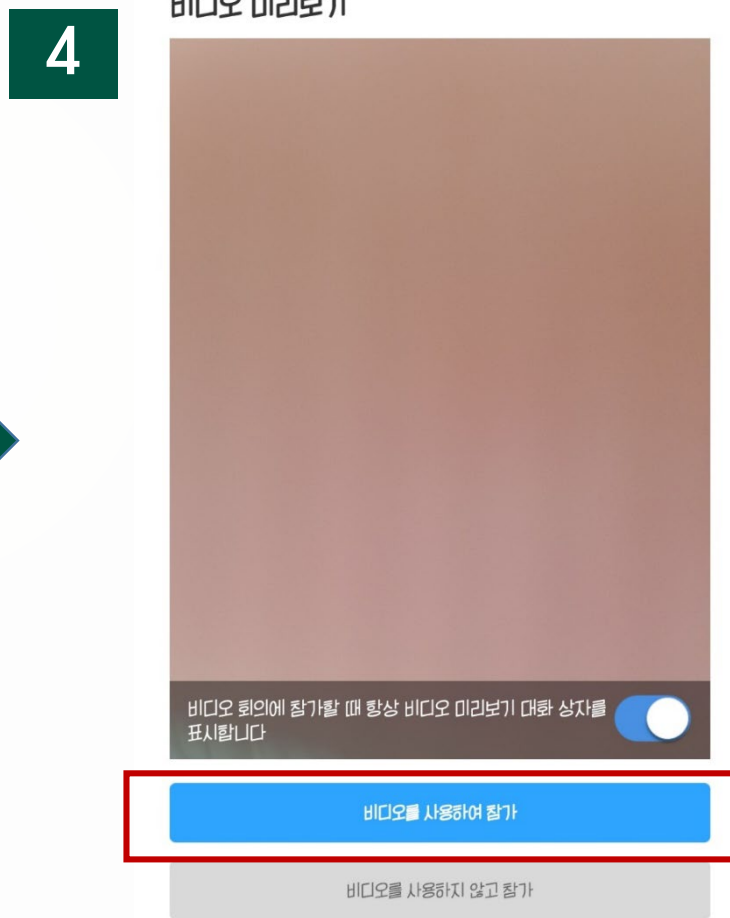 4
비디오 미리보기
비디오 회의에 참가할 때 항상 비디오 미리보기 대화 상자를
표시합니다
비디오를 사용하여 참가
비디오를 사용하지 않고 참가